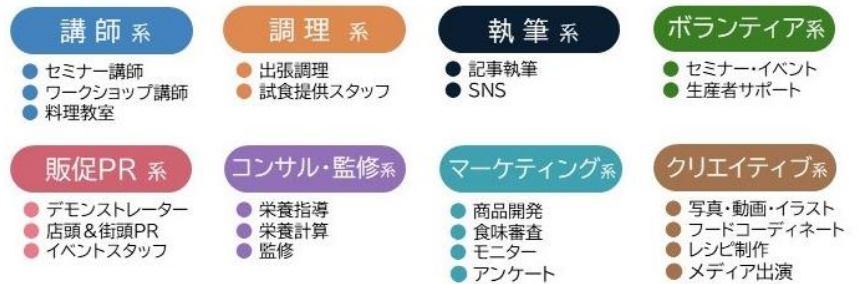 講師系
セミナー講師
ワークショップ講師
料理教室
調理 系
出張調理
試食提供スタッフ
執筆系
記事執筆
SNS
ボランティア系
セミナー・イベント
生産者サポート
販促PR 系
デモンストレーター
店頭&街頭PR
イベントスタッフ
コンサル・監修系
栄養指導
栄養計算
監修
マーケティング系
商品開発
食味審査
モニター
アンケート
クリエイティブ系
写真・動画・イラスト
フードコーディネート
レシピ制作
メディア出演